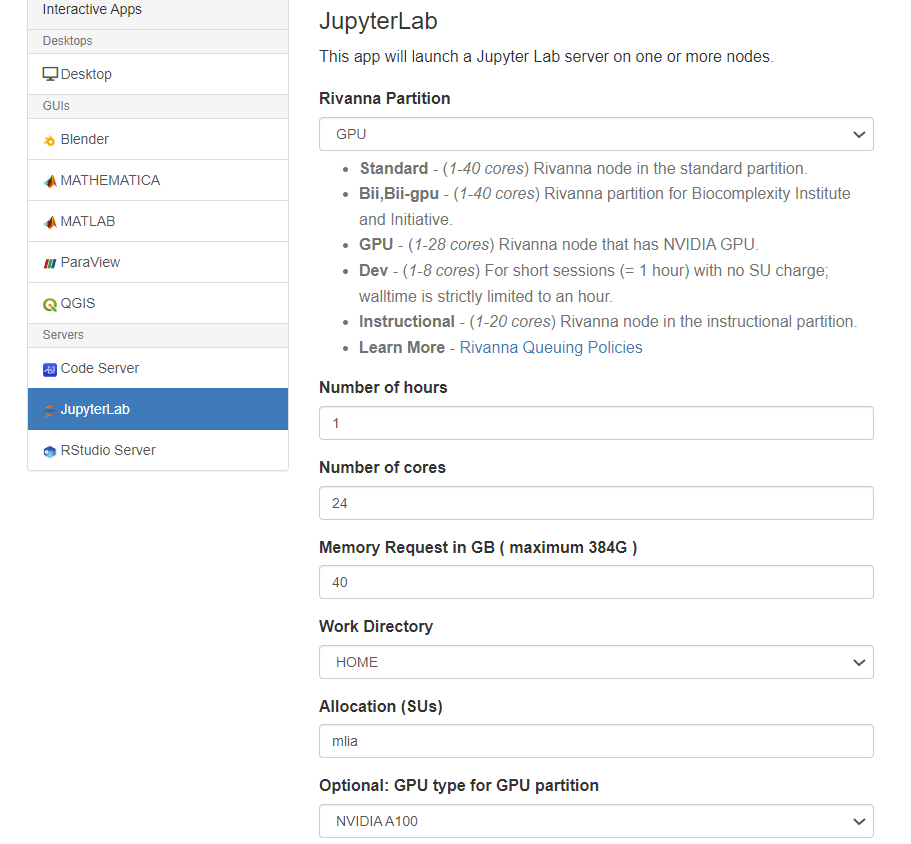 Interactive Apps
Desktops
Desktop
GUIs
Blender
MATHEMATICA
MATLAB
ParaView
QGIS
Servers
Code Server
JupyterLab
RStudio Server
JupyterLab
This app will launch a Jupyter Lab server on one or more nodes.
Rivanna Partition
GPU
• Standard - (1-40 cores) Rivanna node in the standard partition.
• Bii,Bii-gpu - (1-40 cores) Rivanna partition for Biocomplexity Institute
and Initiative.
• GPU - (1-28 cores) Rivanna node that has NVIDIA GPU.
• Dev - (1-8 cores) For short sessions (= 1 hour) with no SU charge;
walltime is strictly limited to an hour.
• Instructional - (1-20 cores) Rivanna node in the instructional partition.
• Learn More - Rivanna Queuing Policies
Number of hours
1
Number of cores
24
Memory Request in GB ( maximum 384G )
40
Work Directory
HOME
Allocation (SUs)
mlia
Optional: GPU type for GPU partition
NVIDIA A100